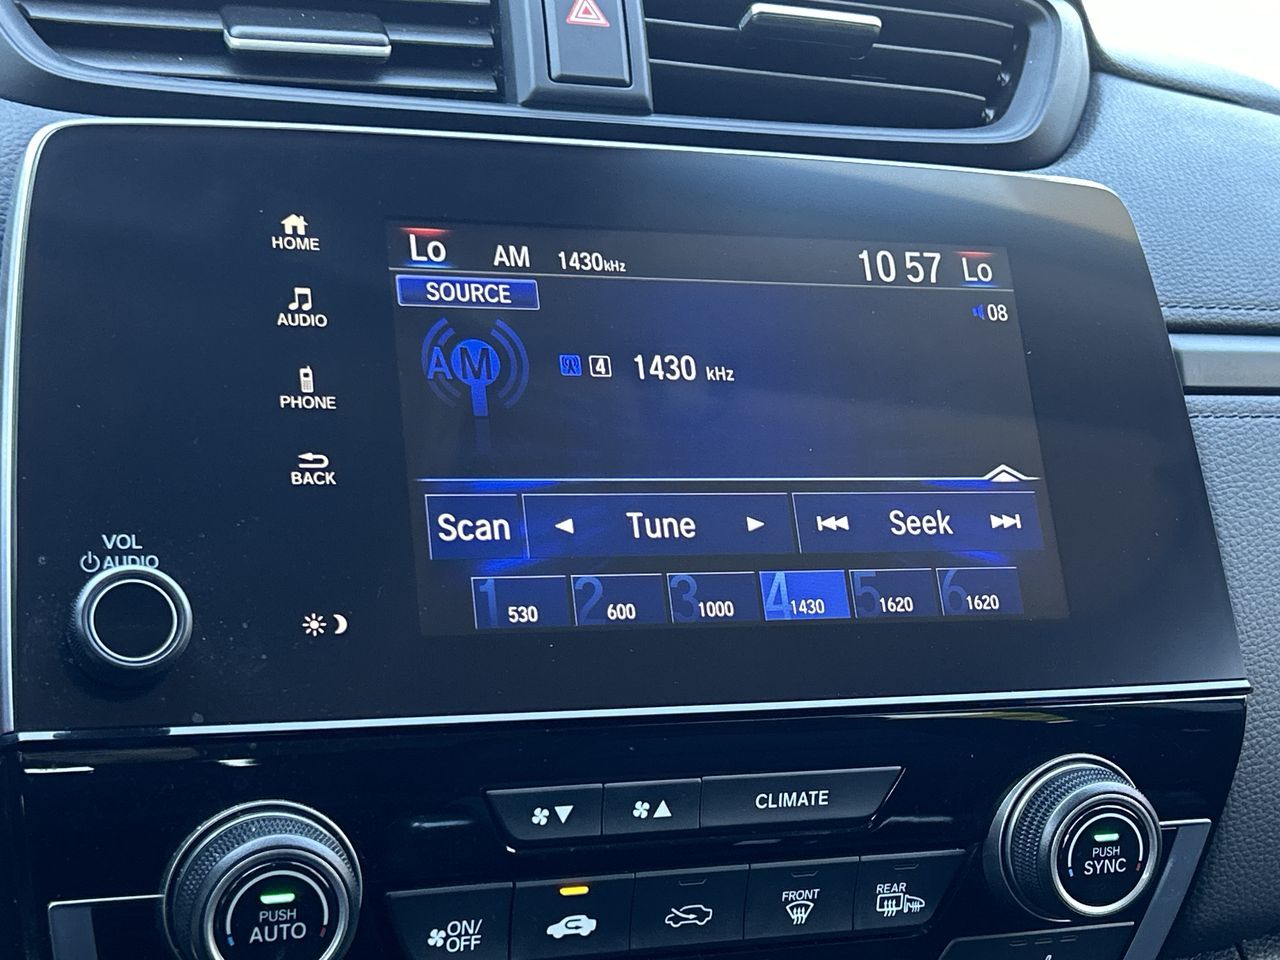 HOME
AUDIO
PHONE
BACK
VOL
AUDIO
Lo AM 1430kHz 10 57 Lo
SOURCE
08
AM
4 1430 kHz
Scan Tune Seek
1 530 2 600 3 1000 4 1430 5 1620 6 1620
CLIMATE
PUSH
AUTO
ON/
OFF
FRONT
REAR
PUSH
SYNC